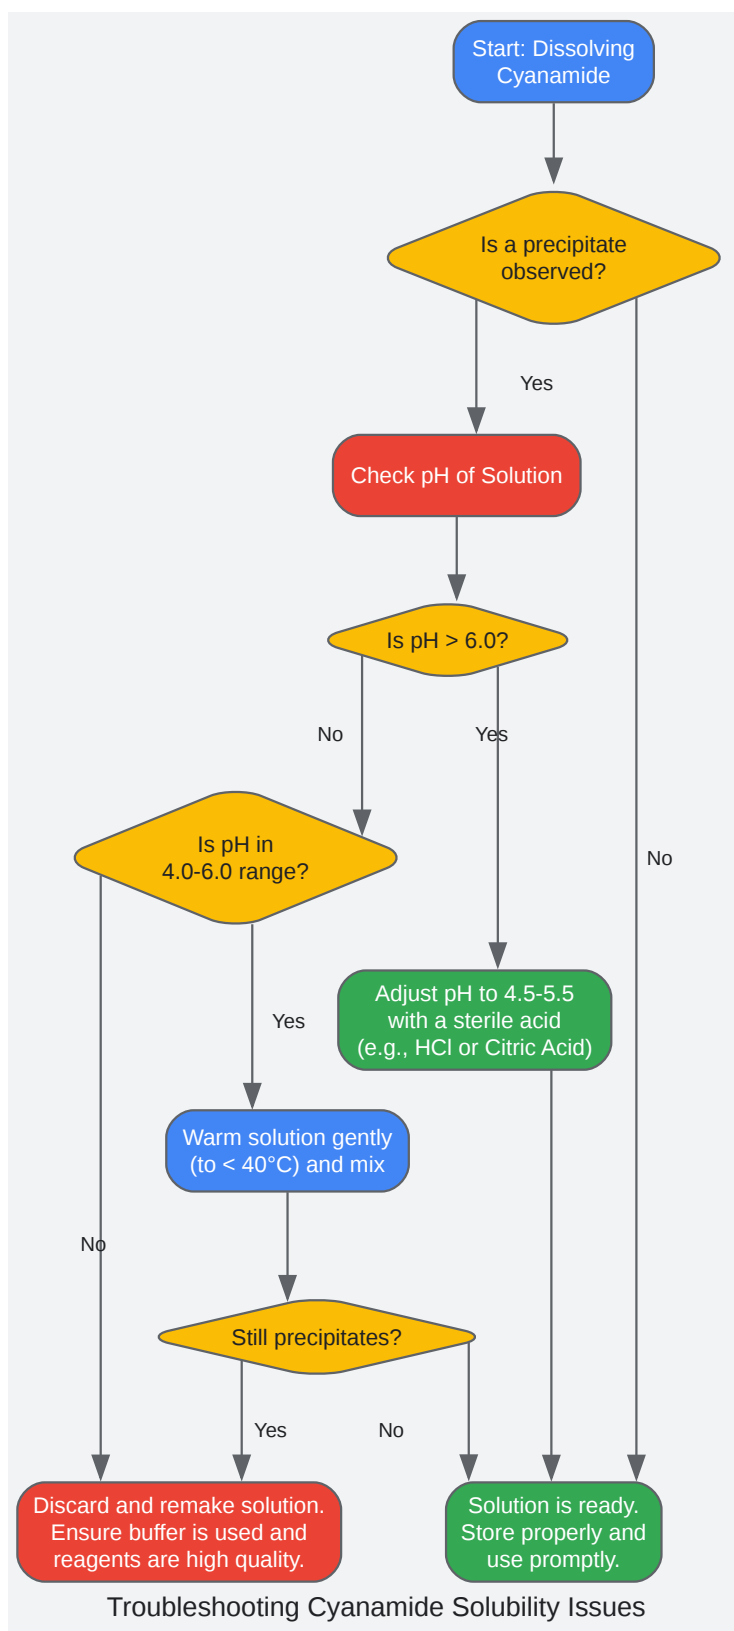 Start: Dissolving
Cyanamide
Is a precipitate
observed?
Yes
Check pH of Solution
Is pH > 6.0?
No
Yes
Is pH in
4.0-6.0 range?
No
Adjust pH to 4.5-5.5
with a sterile acid
(e.g., HCl or Citric Acid)
Yes
Warm solution gently
(to < 40°C) and mix
No
Still precipitates?
Yes
No
Discard and remake solution.
Ensure buffer is used and
reagents are high quality.
Solution is ready.
Store properly and
use promptly.
Troubleshooting Cyanamide Solubility Issues